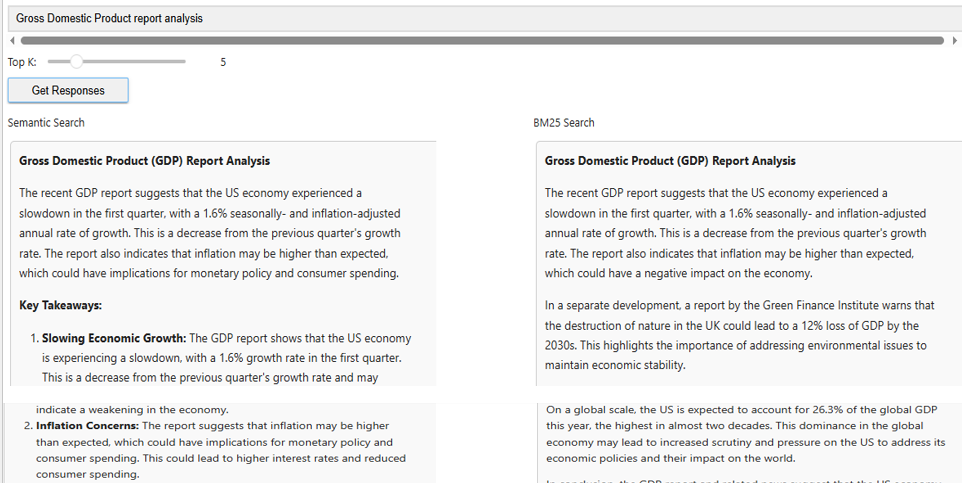 Gross Domestic Product report analysis
Top K:
5
Get Responses
Semantic Search
Gross Domestic Product (GDP) Report Analysis
The recent GDP report suggests that the US economy experienced a
slowdown in the first quarter, with a 1.6% seasonally- and inflation-adjusted
annual rate of growth. This is a decrease from the previous quarter's growth
rate. The report also indicates that inflation may be higher than expected,
which could have implications for monetary policy and consumer spending.
Key Takeaways:
1. Slowing Economic Growth: The GDP report shows that the US economy
is experiencing a slowdown, with a 1.6% growth rate in the first quarter.
This is a decrease from the previous quarter's growth rate and may
indicate a weakening in the economy.
2. Inflation Concerns: The report suggests that inflation may be higher
than expected, which could have implications for monetary policy and
consumer spending. This could lead to higher interest rates and reduced
consumer spending.
BM25 Search
Gross Domestic Product (GDP) Report Analysis
The recent GDP report suggests that the US economy experienced a
slowdown in the first quarter, with a 1.6% seasonally- and inflation-adjusted
annual rate of growth. This is a decrease from the previous quarter's growth
rate. The report also indicates that inflation may be higher than expected,
which could have a negative impact on the economy.
In a separate development, a report by the Green Finance Institute warns that
the destruction of nature in the UK could lead to a 12% loss of GDP by the
2030s. This highlights the importance of addressing environmental issues to
maintain economic stability.
On a global scale, the US is expected to account for 26.3% of the global GDP
this year, the highest in almost two decades. This dominance in the global
economy may lead to increased scrutiny and pressure on the US to address its
economic policies and their impact on the world.